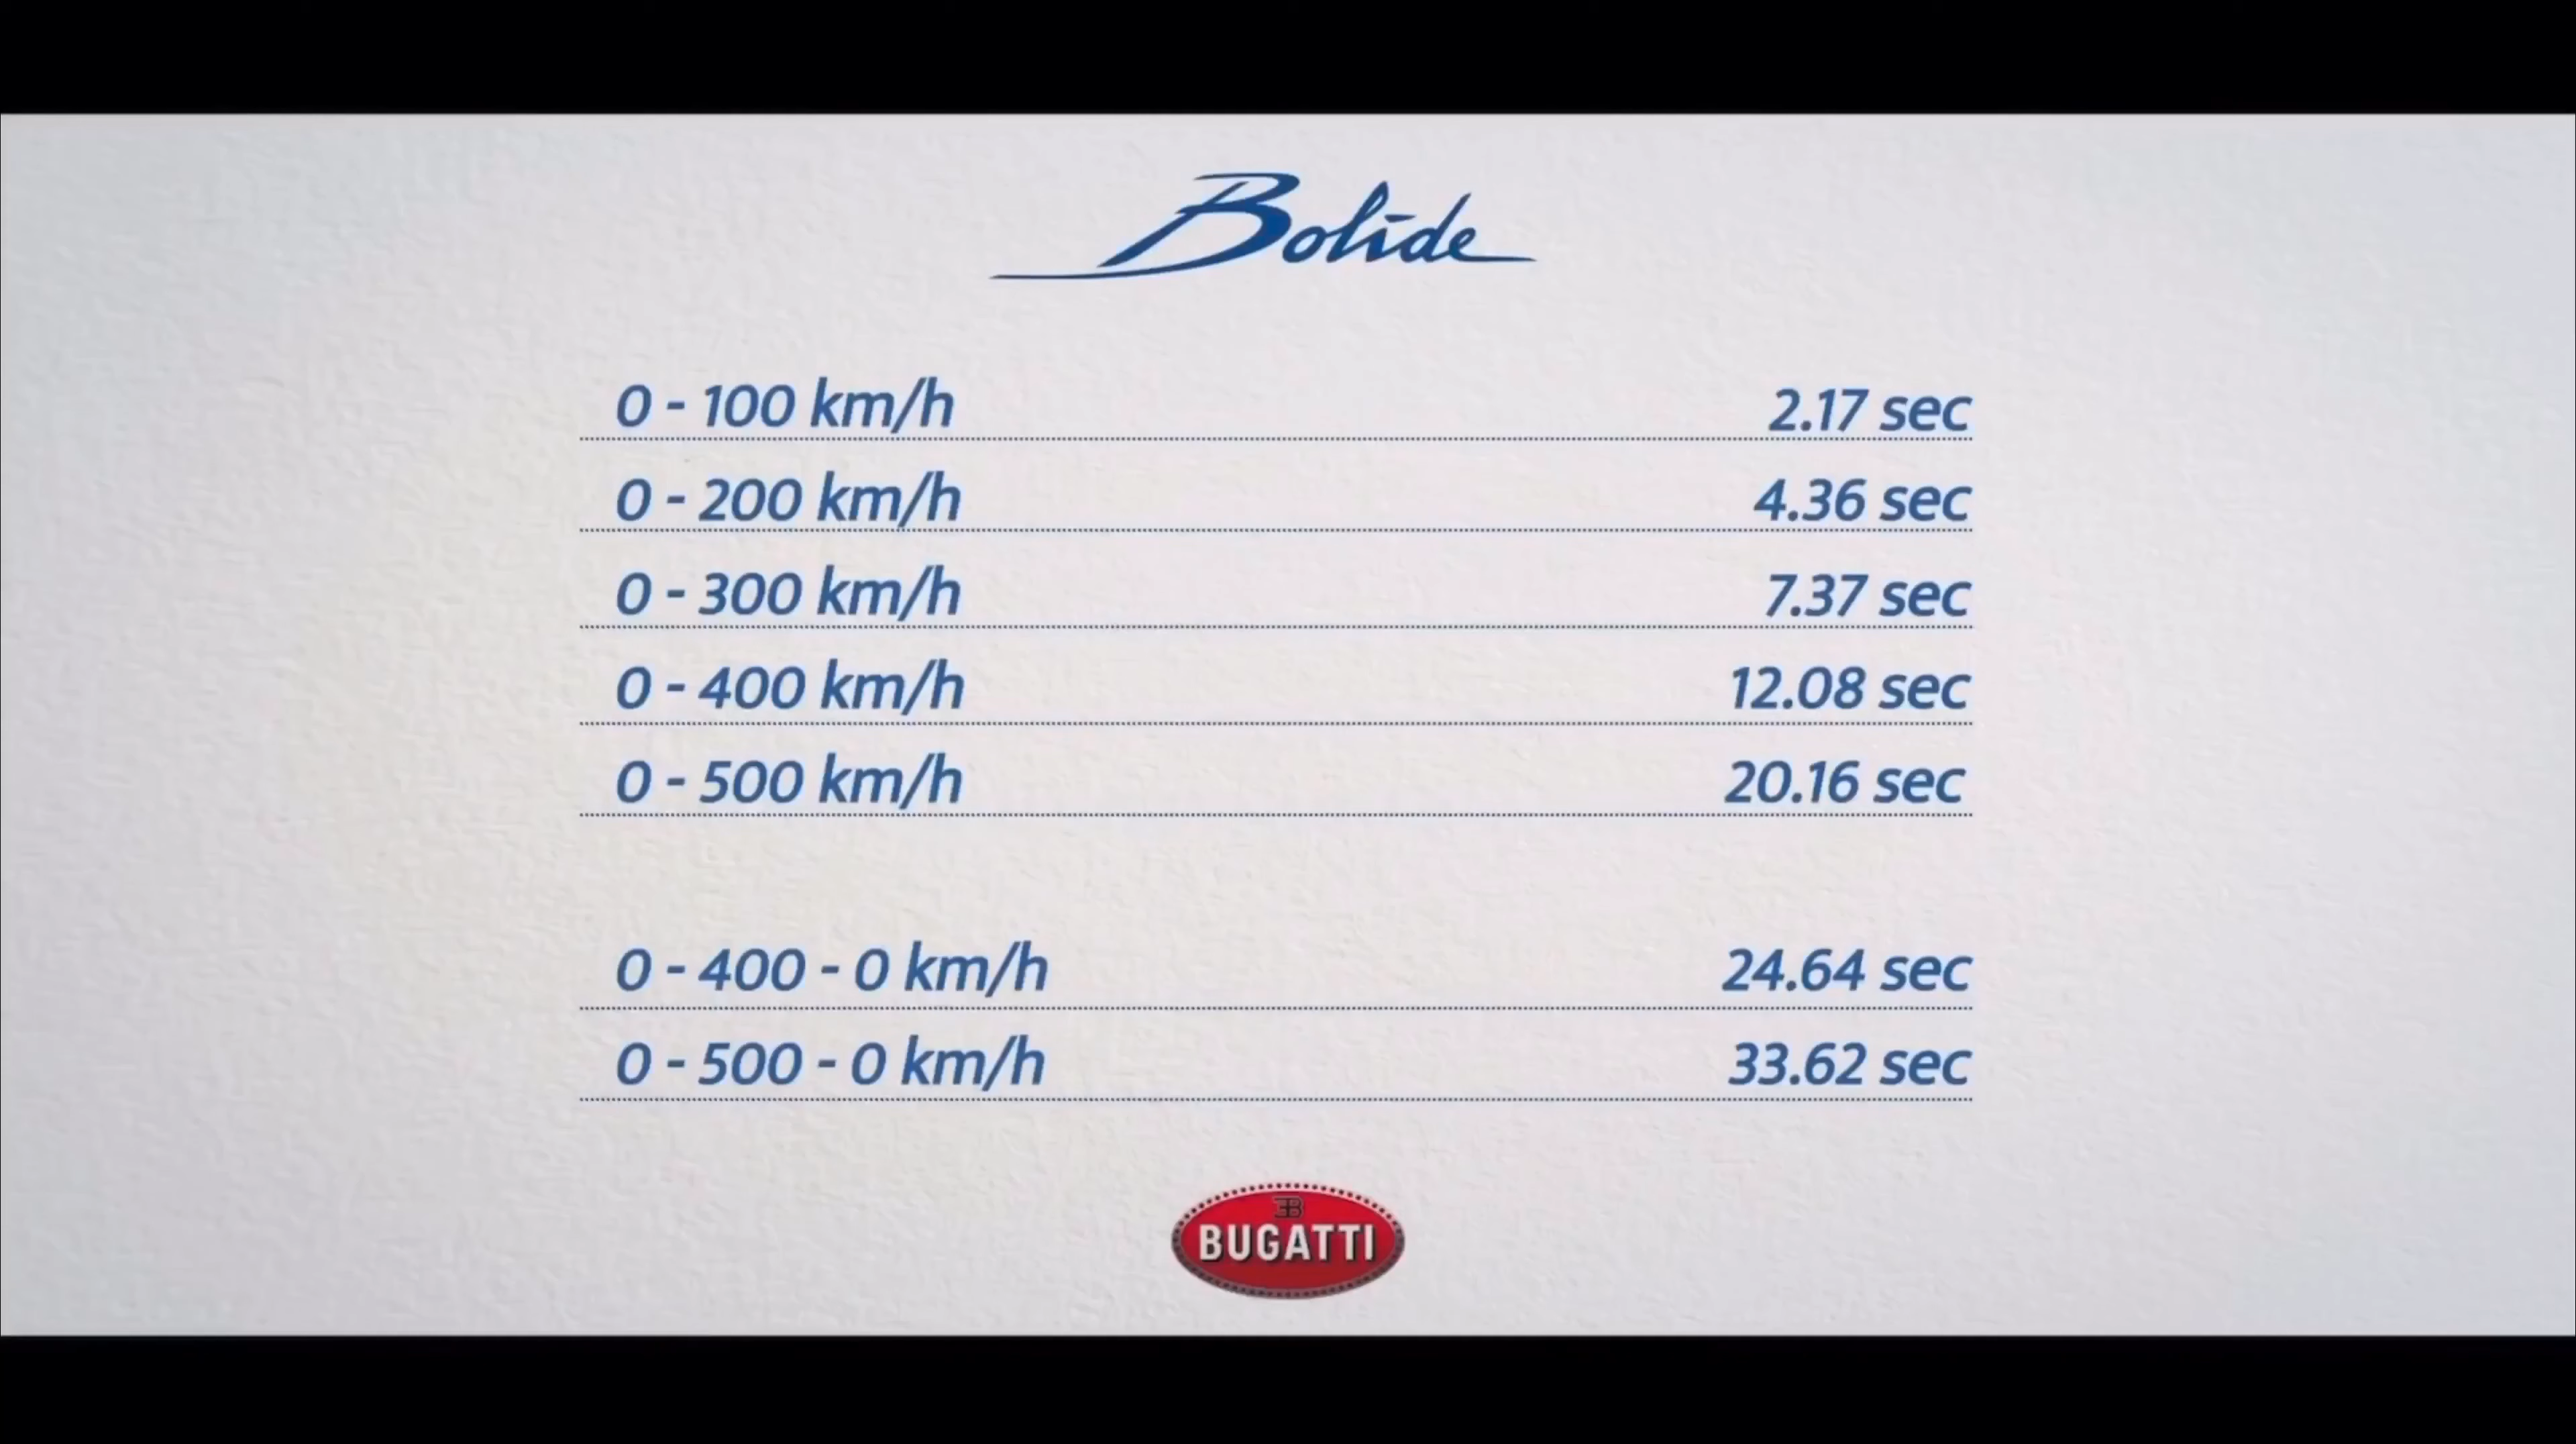 Bolide
0 - 100 km/h 2.17 sec
0 - 200 km/h 4.36 sec
0 - 300 km/h 7.37 sec
0 - 400 km/h 12.08 sec
0 - 500 km/h 20.16 sec
0 - 400 - 0 km/h 24.64 sec
0 - 500 - 0 km/h 33.62 sec
EB
BUGATTI